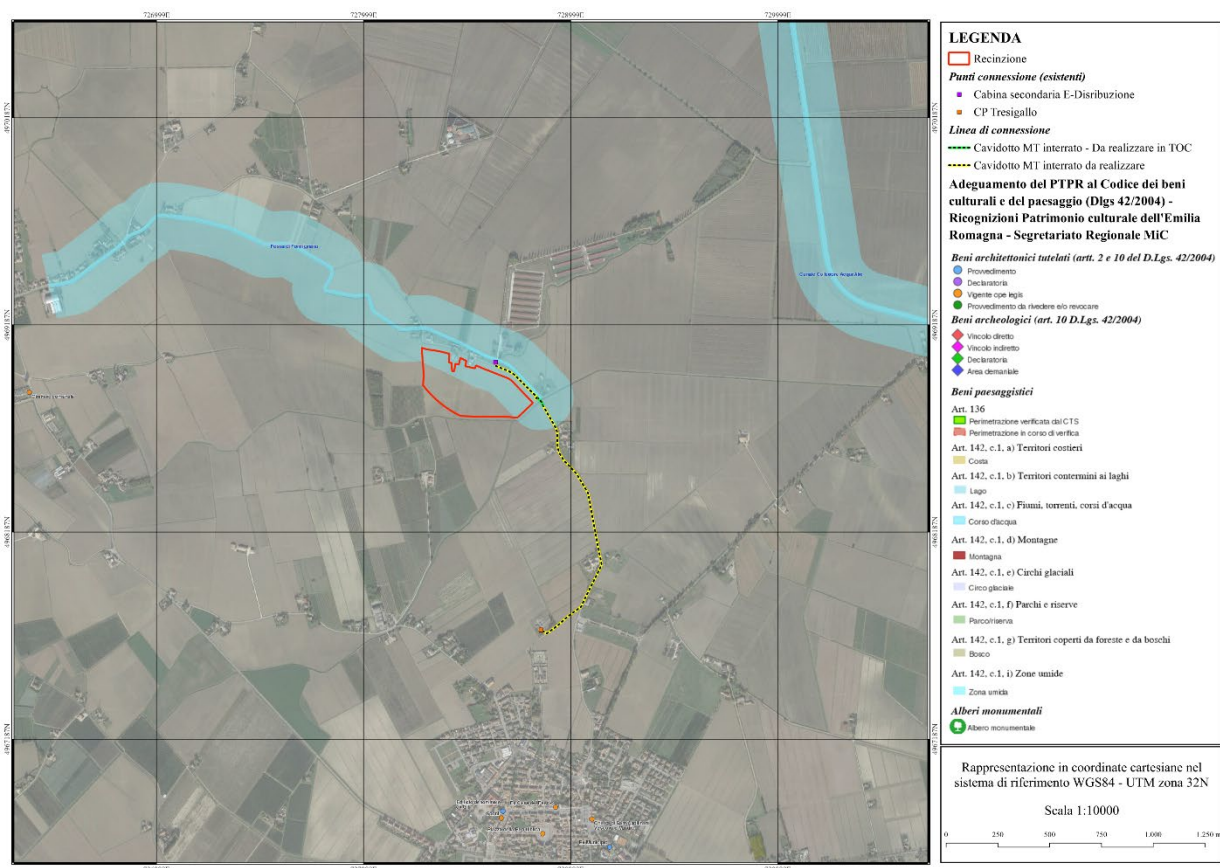 726999E
727999E
728999E
729999E
LEGENDA
Recinzione
Punti connessione (esistenti)
Cabina secondaria E-Disribuzione
CP Tresigallo
Linea di connessione
Cavidotto MT interrato - Da realizzare in TOC
Cavidotto MT interrato da realizzare
Adeguamento del PTPR al Codice dei beni
culturali e del paesaggio (Dlgs 42/2004) -
Ricognizioni Patrimonio culturale dell'Emilia
Romagna - Segretariato Regionale MiC
Beni architettonici tutelati (artt. 2 e 10 del D.Lgs. 42/2004)
Provvedimento
Declaratoria
Vigente ope legis
Provvedimento da rivedere e/o revocare
Beni archeologici (art. 10 D.Lgs. 42/2004)
Vincolo diretto
Vincolo indiretto
Declaratoria
Area demaniale
Beni paesaggistici
Art. 136
Perimetrazione verificata dal CTS
Perimetrazione in corso di verifica
Art. 142, c.1, a) Territori costieri
Costa
Art. 142, c.1, b) Territori contermini ai laghi
Lago
Art. 142, c.1, c) Fiumi, torrenti, corsi d'acqua
Corso d'acqua
Art. 142, c.1, d) Montagne
Montagna
Art. 142, c.1, e) Circhi glaciali
Circo glaciale
Art. 142, c.1, f) Parchi e riserve
Parco/riserva
Art. 142, c.1, g) Territori coperti da foreste e da boschi
Bosco
Art. 142, c.1, i) Zone umide
Zona umida
Alberi monumentali
Albero monumentale
Rappresentazione in coordinate cartesiane nel
sistema di riferimento WGS84 - UTM zona 32N
Scala 1:10000
0 250 500 750 1.000 1.250 m
4970187N
4970187N
4969187N
4969187N
4968187N
4968187N
4967187N
4967187N